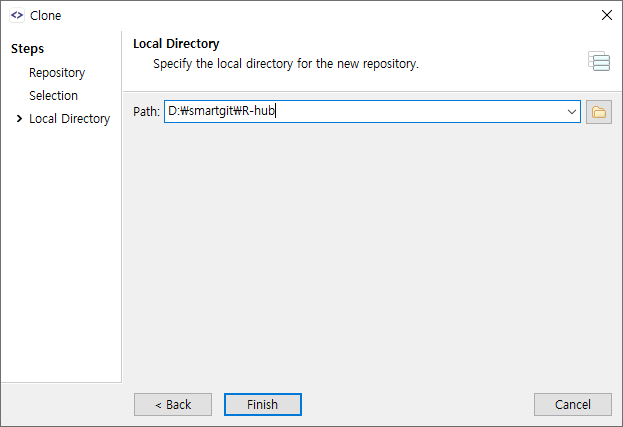 Clone
Steps
Repository
Selection
Local Directory
Local Directory
Specify the local directory for the new repository.
Path: D:₩smartgit₩R-hub
< Back
Finish
Cancel